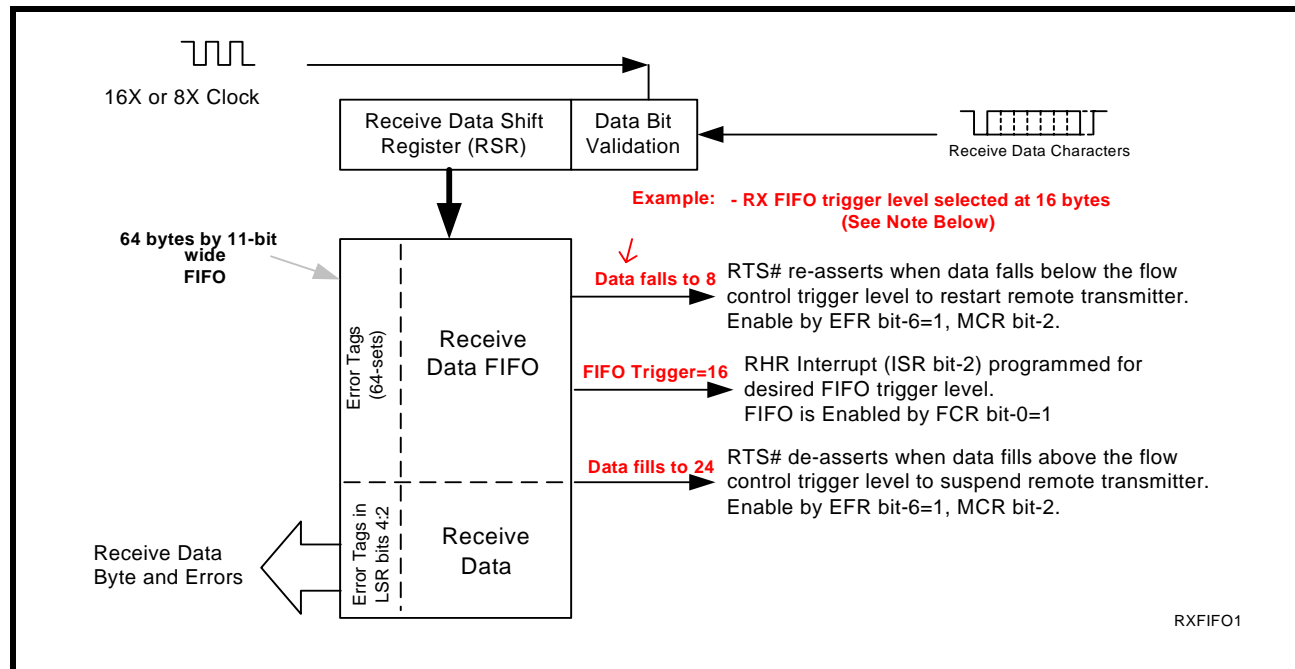 16X or 8X Clock
Receive Data Shift
Register (RSR)
Data Bit
Validation
Receive Data Characters
Example: - RX FIFO trigger level selected at 16 bytes
(See Note Below)
64 bytes by 11-bit
wide
FIFO
Error Tags
(64-sets)
Receive
Data FIFO
Data falls to 8
RTS# re-asserts when data falls below the flow
control trigger level to restart remote transmitter.
Enable by EFR bit-6=1, MCR bit-2.
FIFO Trigger=16
RHR Interrupt (ISR bit-2) programmed for
desired FIFO trigger level.
FIFO is Enabled by FCR bit-0=1
Data fills to 24
RTS# de-asserts when data fills above the flow
control trigger level to suspend remote transmitter.
Enable by EFR bit-6=1, MCR bit-2.
Error Tags in
LSR bits 4:2
Receive
Data
Receive Data
Byte and Errors
RXFIFO1